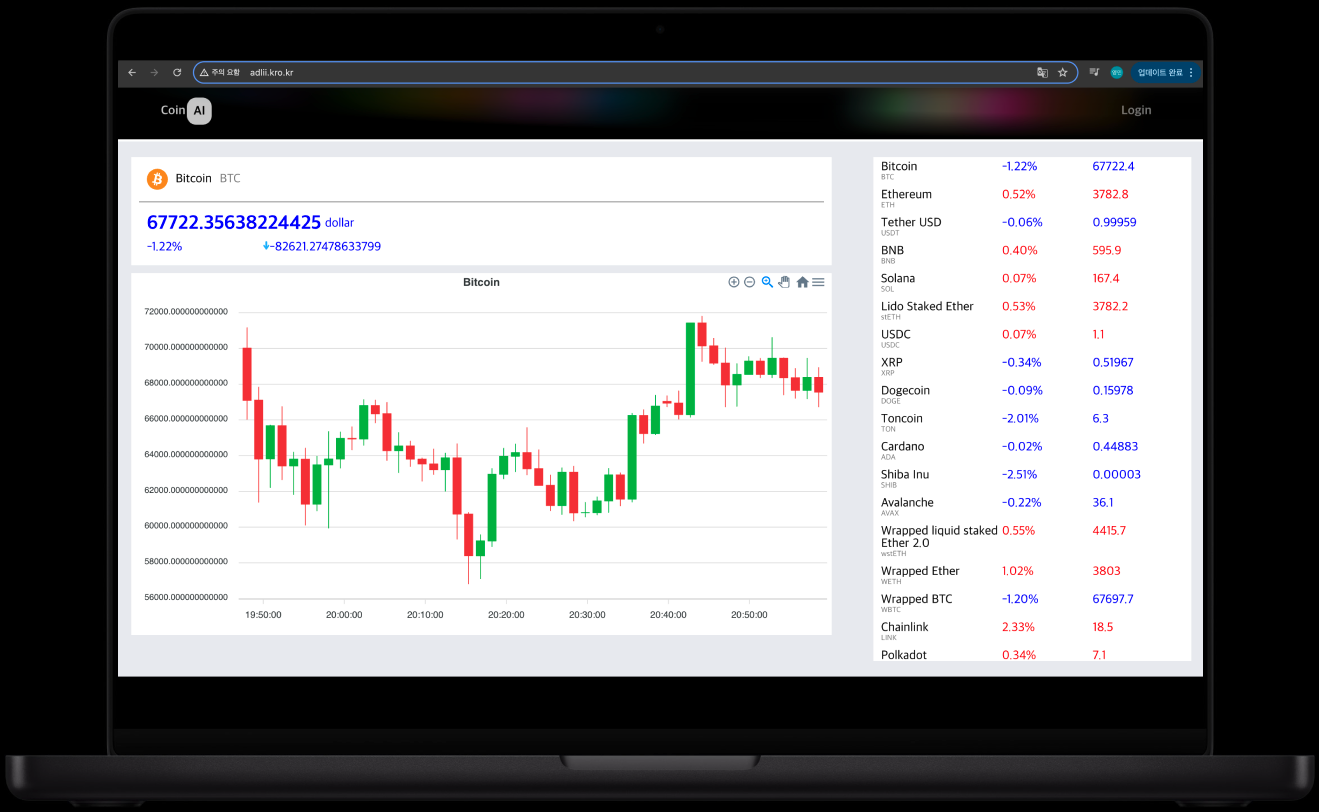 주의 요함 adlii.kro.kr 업데이트 완료
Coin AI Login
Bitcoin BTC
67722.35638224425 dollar
-1.22% -82621.27478633799
Bitcoin
72000.000000000000
70000.000000000000
68000.000000000000
66000.000000000000
64000.000000000000
62000.000000000000
60000.000000000000
58000.000000000000
56000.000000000000
19:50:00 20:00:00 20:10:00 20:20:00 20:30:00 20:40:00 20:50:00
Bitcoin -1.22% 67722.4
BTC
Ethereum 0.52% 3782.8
ETH
Tether USD -0.06% 0.99959
USDT
BNB 0.40% 595.9
BNB
Solana 0.07% 167.4
SOL
Lido Staked Ether 0.53% 3782.2
stETH
USDC 0.07% 1.1
USDC
XRP -0.34% 0.51967
XRP
Dogecoin -0.09% 0.15978
DOGE
Toncoin -2.01% 6.3
TON
Cardano -0.02% 0.44883
ADA
Shiba Inu -2.51% 0.00003
SHIB
Avalanche -0.22% 36.1
AVAX
Wrapped liquid staked 0.55% 4415.7
Ether 2.0
wstETH
Wrapped Ether 1.02% 3803
WETH
Wrapped BTC -1.20% 67697.7
WBTC
Chainlink 2.33% 18.5
LINK
Polkadot 0.34% 7.1